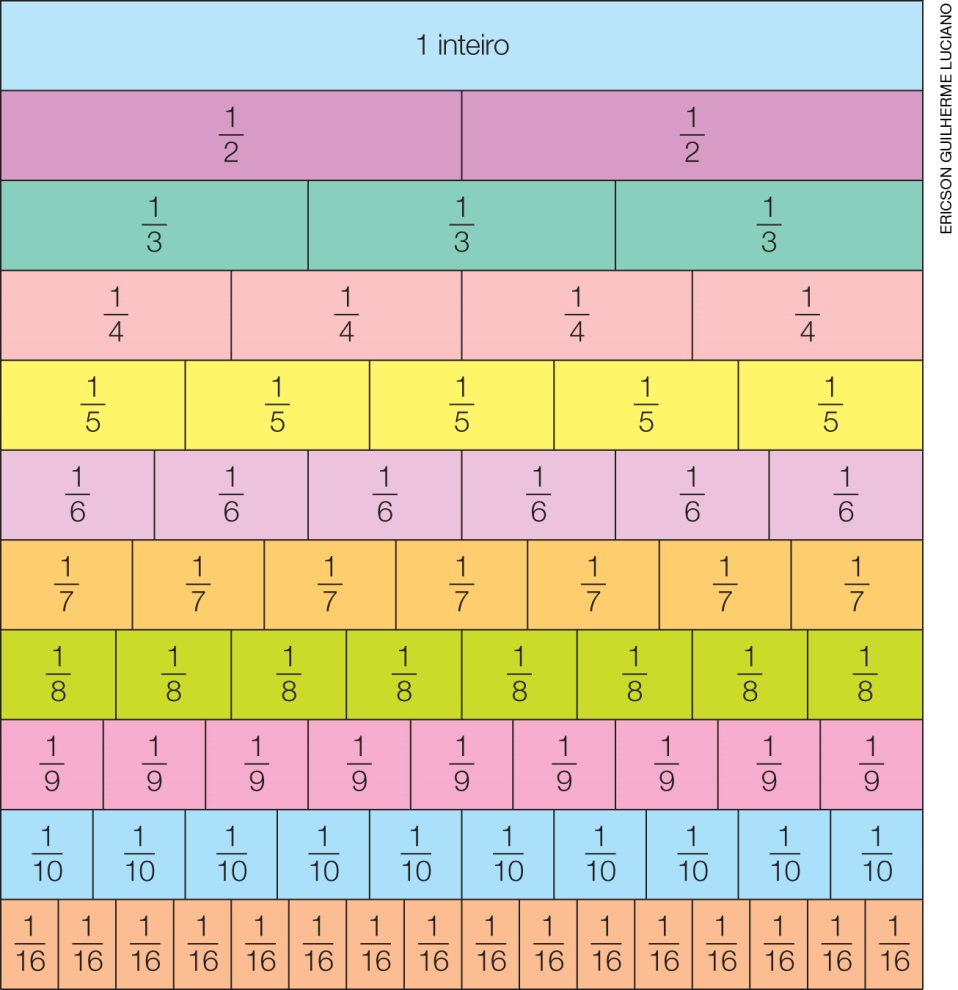 1 inteiro
1/2 1/2
1/3 1/3 1/3
1/4 1/4 1/4 1/4
1/5 1/5 1/5 1/5 1/5
1/6 1/6 1/6 1/6 1/6 1/6
1/7 1/7 1/7 1/7 1/7 1/7 1/7
1/8 1/8 1/8 1/8 1/8 1/8 1/8 1/8
1/9 1/9 1/9 1/9 1/9 1/9 1/9 1/9 1/9
1/10 1/10 1/10 1/10 1/10 1/10 1/10 1/10 1/10 1/10
1/16 1/16 1/16 1/16 1/16 1/16 1/16 1/16 1/16 1/16 1/16 1/16 1/16 1/16 1/16 1/16
ERICSON GUILHERME LUCIANO